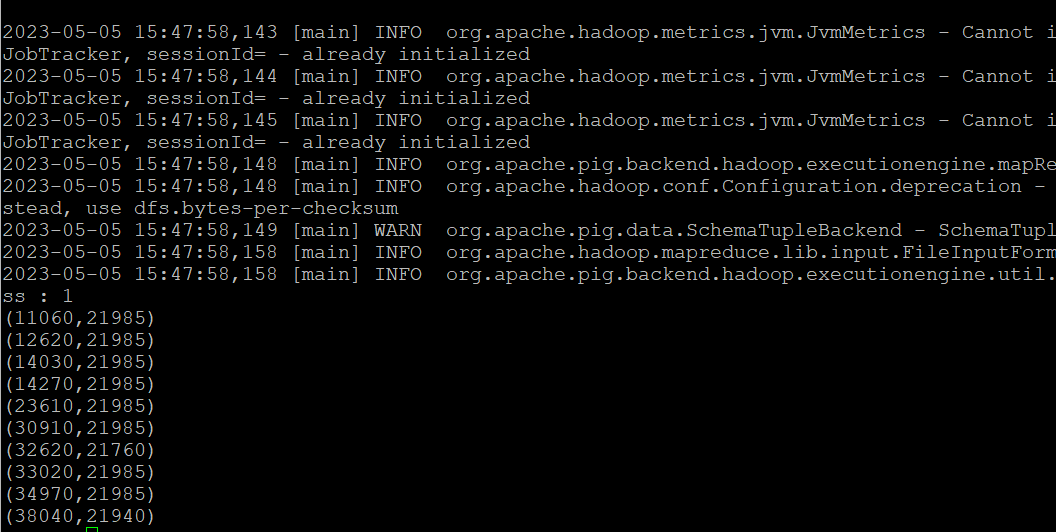 2023-05-05 15:47:58,143 [main] INFO  org.apache.hadoop.metrics.jvm.JvmMetrics - Cannot i
JobTracker, sessionId= - already initialized
2023-05-05 15:47:58,144 [main] INFO  org.apache.hadoop.metrics.jvm.JvmMetrics - Cannot i
JobTracker, sessionId= - already initialized
2023-05-05 15:47:58,145 [main] INFO  org.apache.hadoop.metrics.jvm.JvmMetrics - Cannot i
JobTracker, sessionId= - already initialized
2023-05-05 15:47:58,148 [main] INFO  org.apache.pig.backend.hadoop.executionengine.mapRe
2023-05-05 15:47:58,148 [main] INFO  org.apache.hadoop.conf.Configuration.deprecation -
stead, use dfs.bytes-per-checksum
2023-05-05 15:47:58,149 [main] WARN  org.apache.pig.data.SchemaTupleBackend - SchemaTupl
2023-05-05 15:47:58,158 [main] INFO  org.apache.hadoop.mapreduce.lib.input.FileInputForm
2023-05-05 15:47:58,158 [main] INFO  org.apache.pig.backend.hadoop.executionengine.util.
ss : 1
(11060,21985)
(12620,21985)
(14030,21985)
(14270,21985)
(23610,21985)
(30910,21985)
(32620,21760)
(33020,21985)
(34970,21985)
(38040,21940)